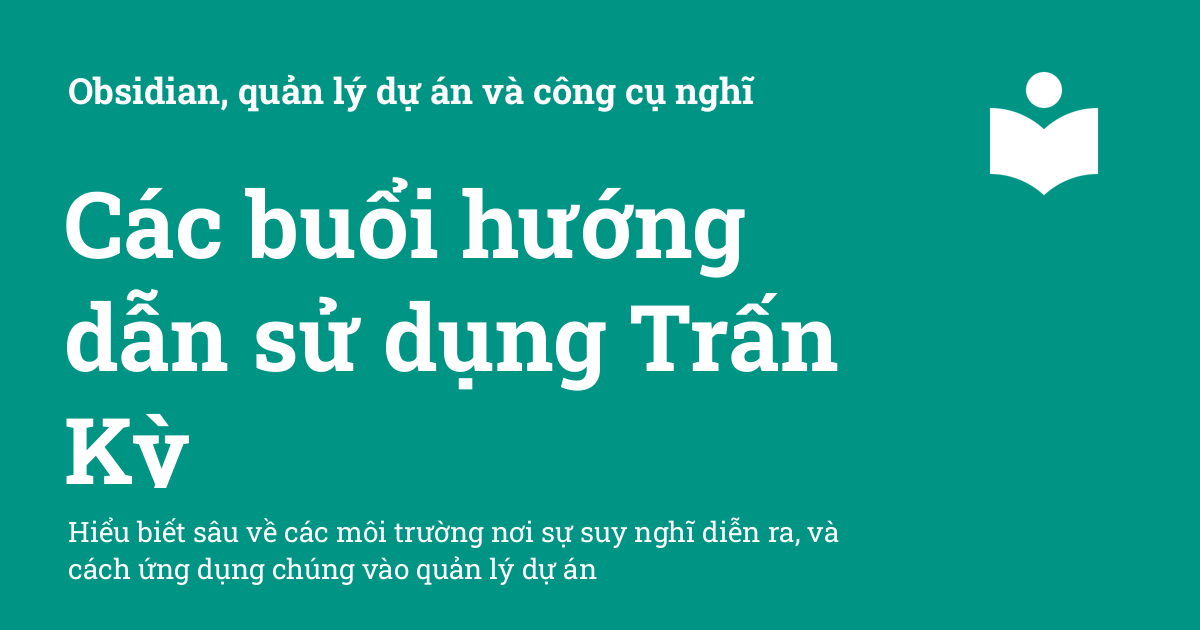 Obsidian, quản lý dự án và công cụ nghĩ
Các buổi hướng
dẫn sử dụng Trấn
Kỳ
Hiểu biết sâu về các môi trường nơi sự suy nghĩ diễn ra, và
cách ứng dụng chúng vào quản lý dự án